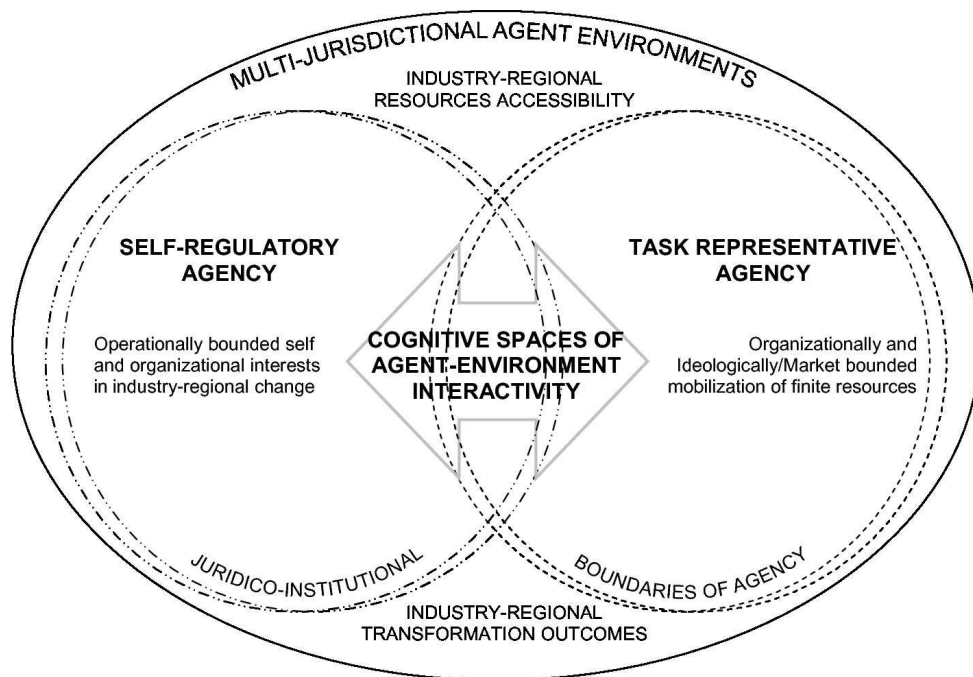 MULTI-JURISDICTIONAL AGENT ENVIRONMENTS
INDUSTRY-REGIONAL
RESOURCES ACCESSIBILITY
SELF-REGULATORY
AGENCY
Operationally bounded self
and organizational interests
in industry-regional change
COGNITIVE SPACES OF
AGENT-ENVIRONMENT
INTERACTIVITY
TASK REPRESENTATIVE
AGENCY
Organizationally and
Ideologically/Market bounded
mobilization of finite resources
JURIDICO-INSTITUTIONAL
BOUNDARIES OF AGENCY
INDUSTRY-REGIONAL
TRANSFORMATION OUTCOMES